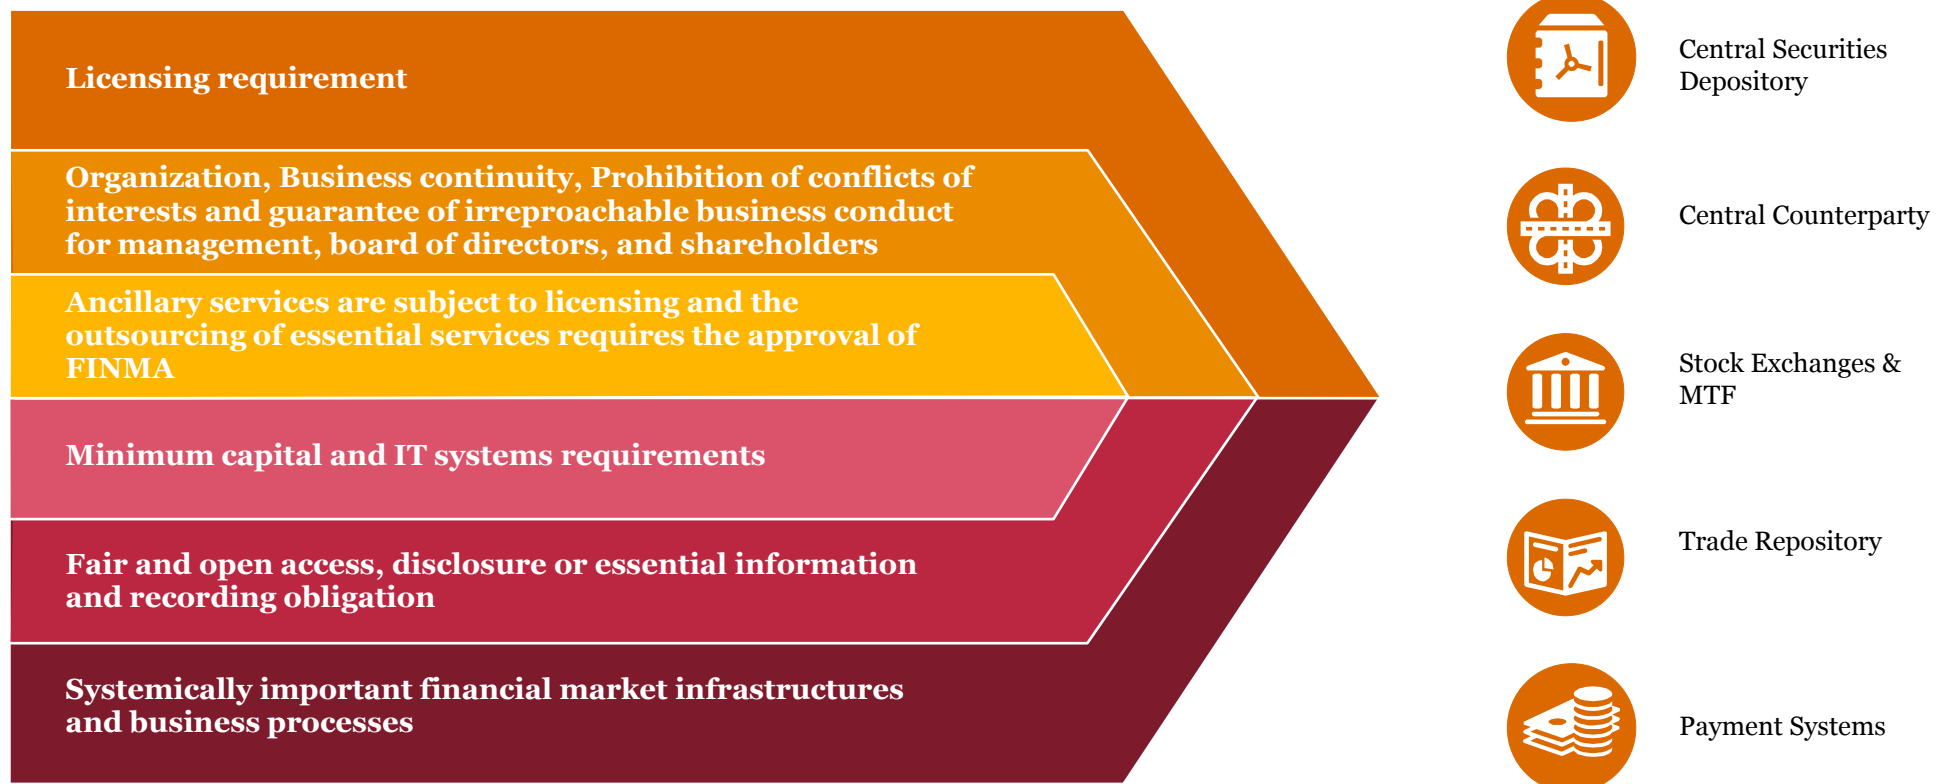 Licensing requirement
Organization, Business continuity, Prohibition of conflicts of
interests and guarantee of irreproachable business conduct
for management, board of directors, and shareholders
Ancillary services are subject to licensing and the
outsourcing of essential services requires the approval of
FINMA
Minimum capital and IT systems requirements
Fair and open access, disclosure or essential information
and recording obligation
Systemically important financial market infrastructures
and business processes
Central Securities
Depository
Central Counterparty
Stock Exchanges &
MTF
Trade Repository
Payment Systems